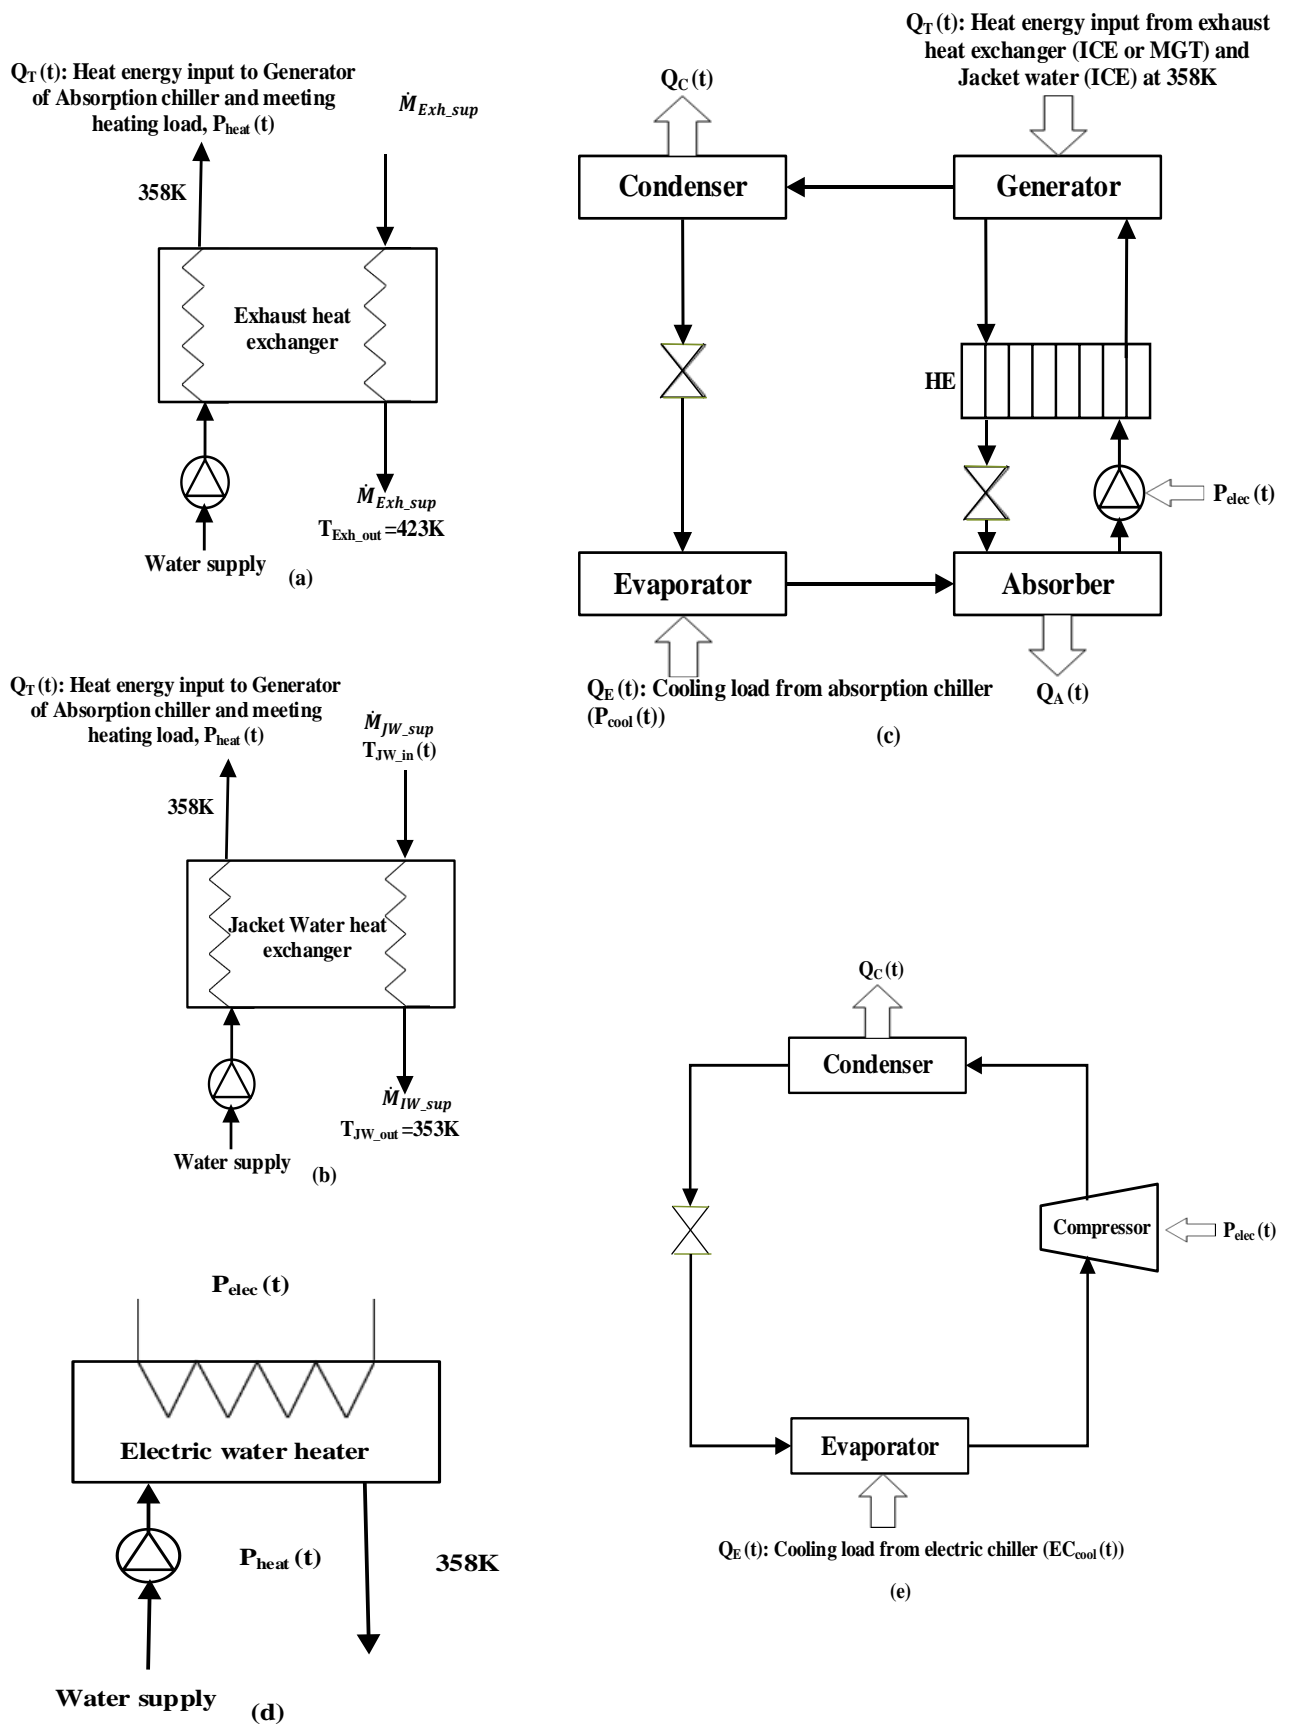 Q_T (t): Heat energy input to Generator
of Absorption chiller and meeting
heating load, P_heat (t)
Ṁ_Exh_sup
358K
Exhaust heat
exchanger
Ṁ_Exh_sup
T_Exh_out =423K
Water supply
(a)
Q_T (t): Heat energy input from exhaust
heat exchanger (ICE or MGT) and
Jacket water (ICE) at 358K
Q_C (t)
Condenser
Generator
HE
P_elec (t)
Evaporator
Absorber
Q_E (t): Cooling load from absorption chiller
(P_cool (t))
Q_A (t)
(c)
Q_T (t): Heat energy input to Generator
of Absorption chiller and meeting
heating load, P_heat (t)
Ṁ_JW_sup
T_JW_in (t)
358K
Jacket Water heat
exchanger
Ṁ_JW_sup
T_JW_out =353K
Water supply
(b)
P_elec (t)
Electric water heater
P_heat (t)
358K
Water supply
(d)
Q_C (t)
Condenser
Compressor
P_elec (t)
Evaporator
Q_E (t): Cooling load from electric chiller (EC_cool (t))
(e)